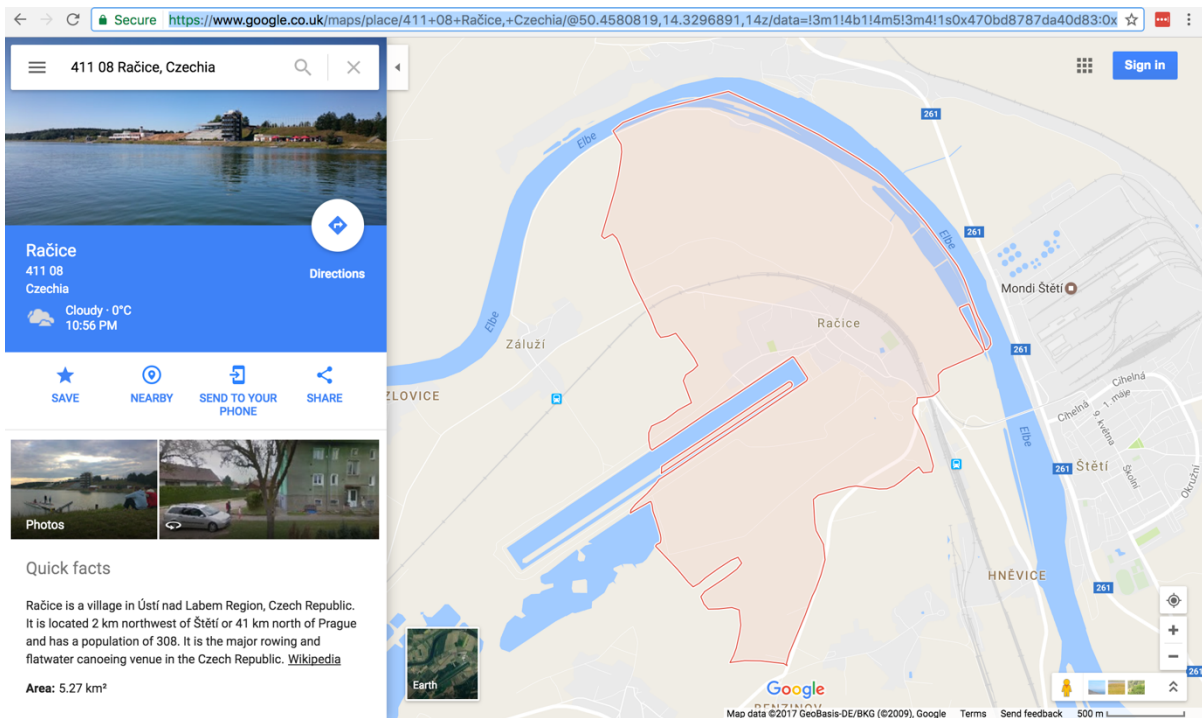 Secure https://www.google.co.uk/maps/place/411+08+Račice,+Czechia/@50.4580819,14.3296891,14z/data=!3m1!4b1!4m5!3m4!1s0x470bd8787da40d83:0x
411 08 Račice, Czechia
Sign in
Račice
411 08
Czechia
Directions
Cloudy · 0°C
10:56 PM
SAVE
NEARBY
SEND TO YOUR
PHONE
SHARE
Photos
Quick facts
Račice is a village in Ústí nad Labem Region, Czech Republic.
It is located 2 km northwest of Štětí or 41 km north of Prague
and has a population of 308. It is the major rowing and
flatwater canoeing venue in the Czech Republic. Wikipedia
Area: 5.27 km²
261
Elbe
Elbe
261
Mondi Štětí
Račice
Elbe
Záluží
261
ZLOVICE
Cihelná
Cihelná
9. května
1. máje
Elbe
261
Štětí
Školní
Okružní
HNĚVICE
261
261
Earth
Google
BENZINOV
Map data ©2017 GeoBasis-DE/BKG (©2009), Google Terms Send feedback 500 m